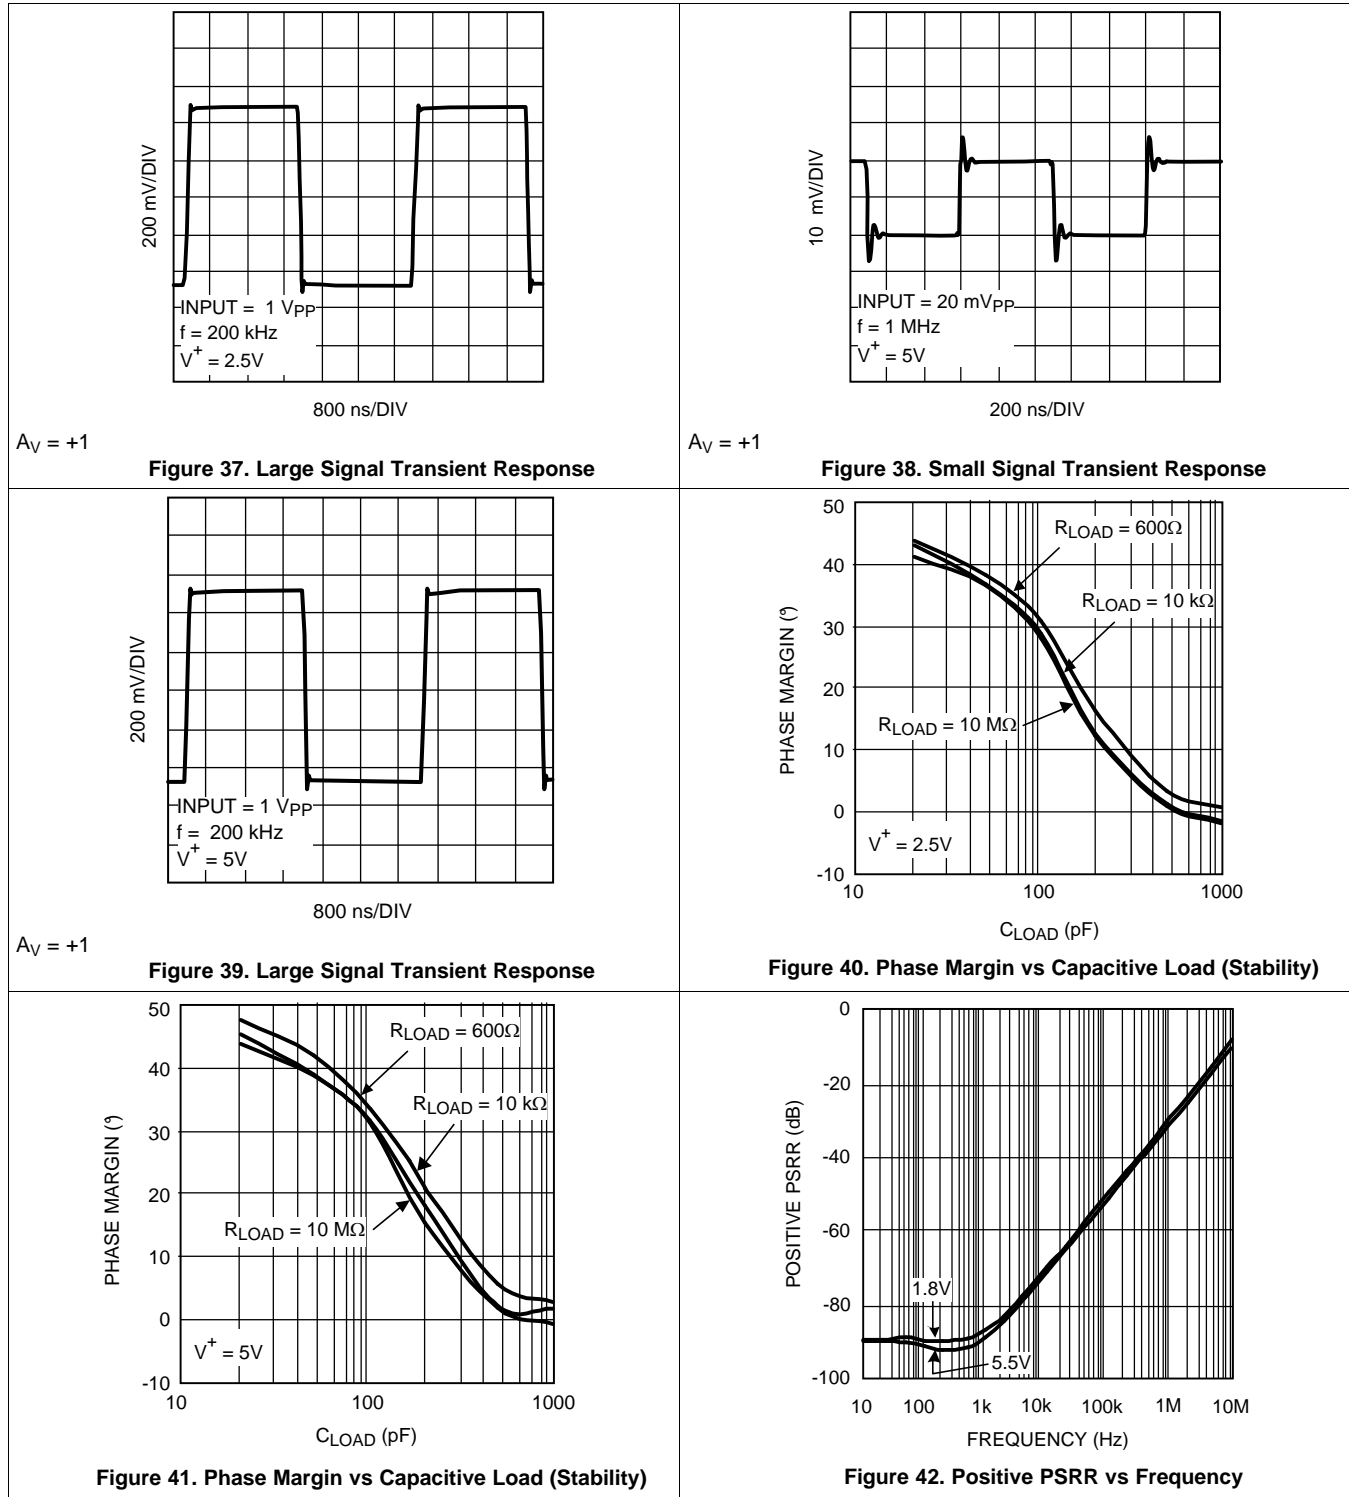 200 mV/DIV
INPUT = 1 VPP
f = 200 kHz
V+ = 2.5V
800 ns/DIV
AV = +1
Figure 37. Large Signal Transient Response
10 mV/DIV
INPUT = 20 mVPP
f = 1 MHz
V+ = 5V
200 ns/DIV
AV = +1
Figure 38. Small Signal Transient Response
200 mV/DIV
INPUT = 1 VPP
f = 200 kHz
V+ = 5V
800 ns/DIV
AV = +1
Figure 39. Large Signal Transient Response
50
40
30
20
10
0
-10
PHASE MARGIN (°)
RLOAD = 600Ω
RLOAD = 10 kΩ
RLOAD = 10 MΩ
V+ = 2.5V
10 100 1000
CLOAD (pF)
Figure 40. Phase Margin vs Capacitive Load (Stability)
50
40
30
20
10
0
-10
PHASE MARGIN (°)
RLOAD = 600Ω
RLOAD = 10 kΩ
RLOAD = 10 MΩ
V+ = 5V
10 100 1000
CLOAD (pF)
Figure 41. Phase Margin vs Capacitive Load (Stability)
0
-20
-40
-60
-80
-100
POSITIVE PSRR (dB)
1.8V
5.5V
10 100 1k 10k 100k 1M 10M
FREQUENCY (Hz)
Figure 42. Positive PSRR vs Frequency